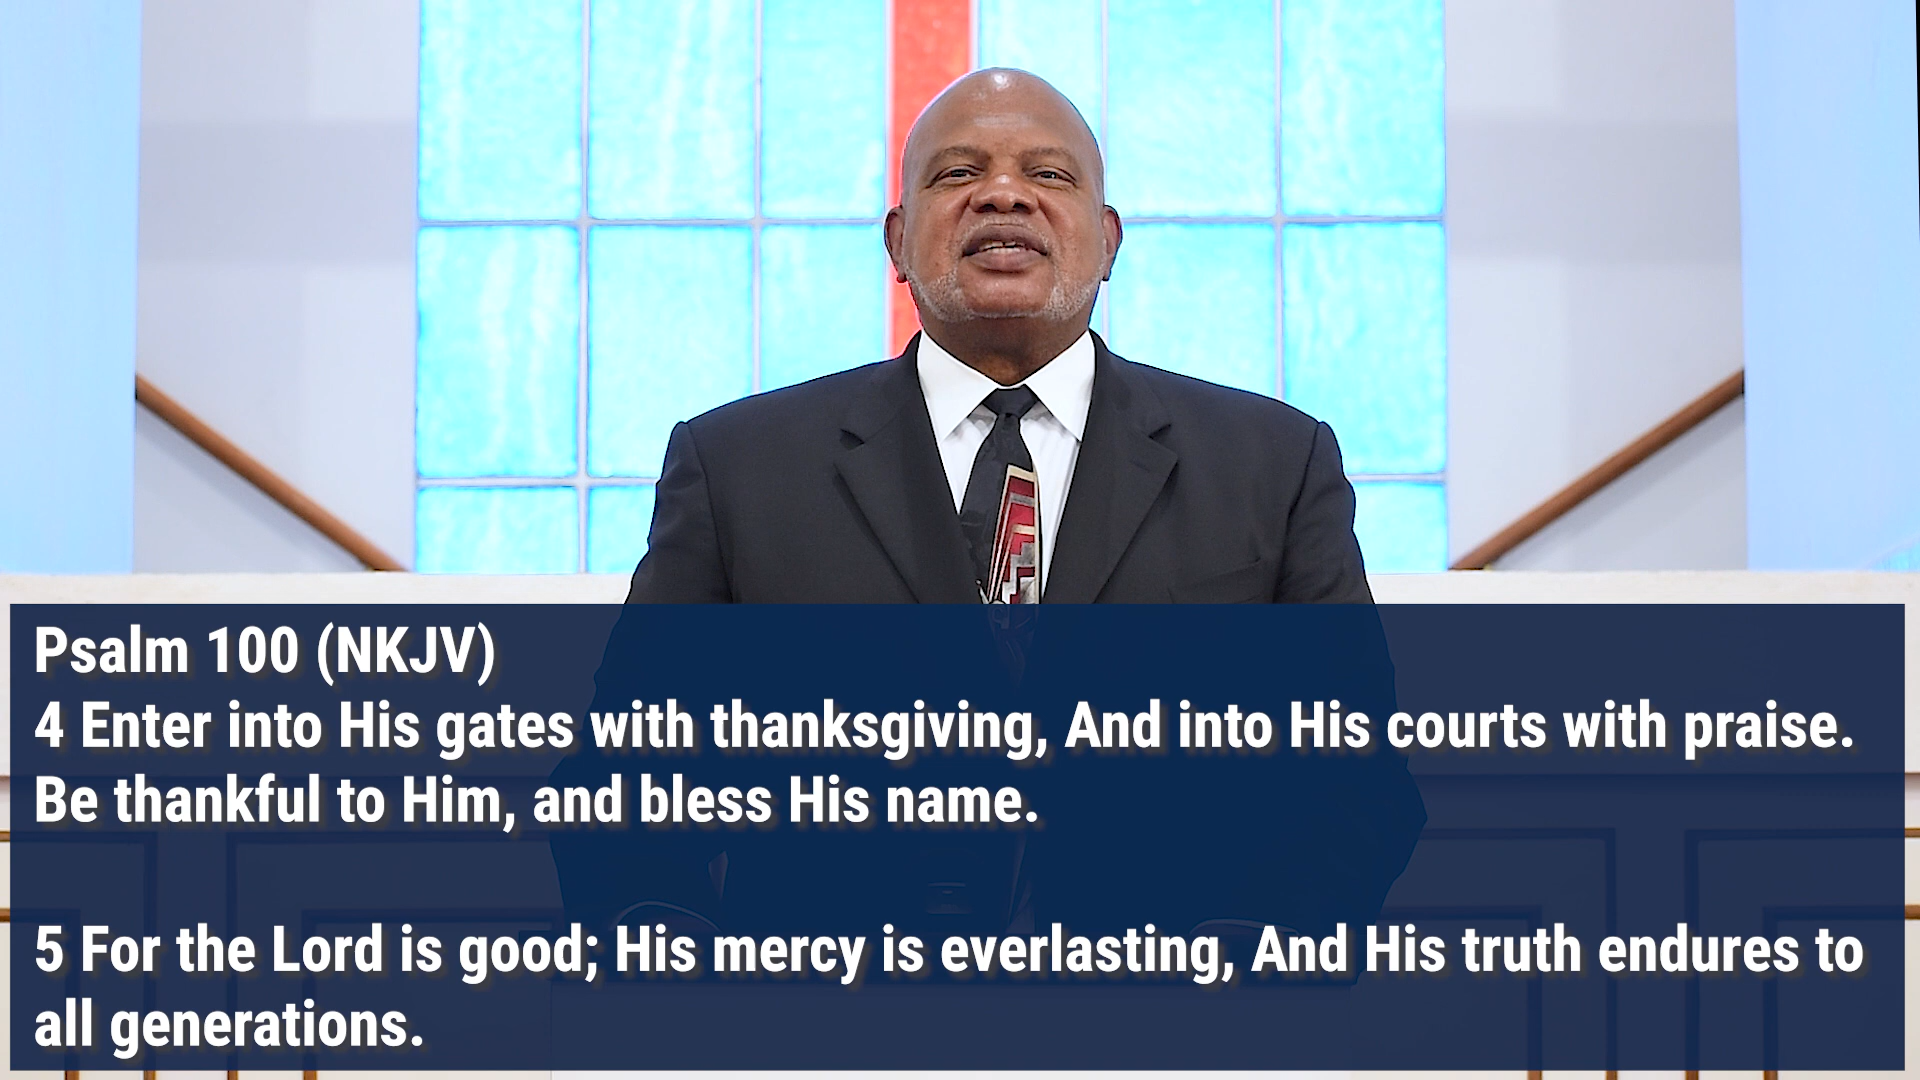 Psalm 100 (NKJV)
4 Enter into His gates with thanksgiving, And into His courts with praise.
Be thankful to Him, and bless His name.
5 For the Lord is good; His mercy is everlasting, And His truth endures to
all generations.